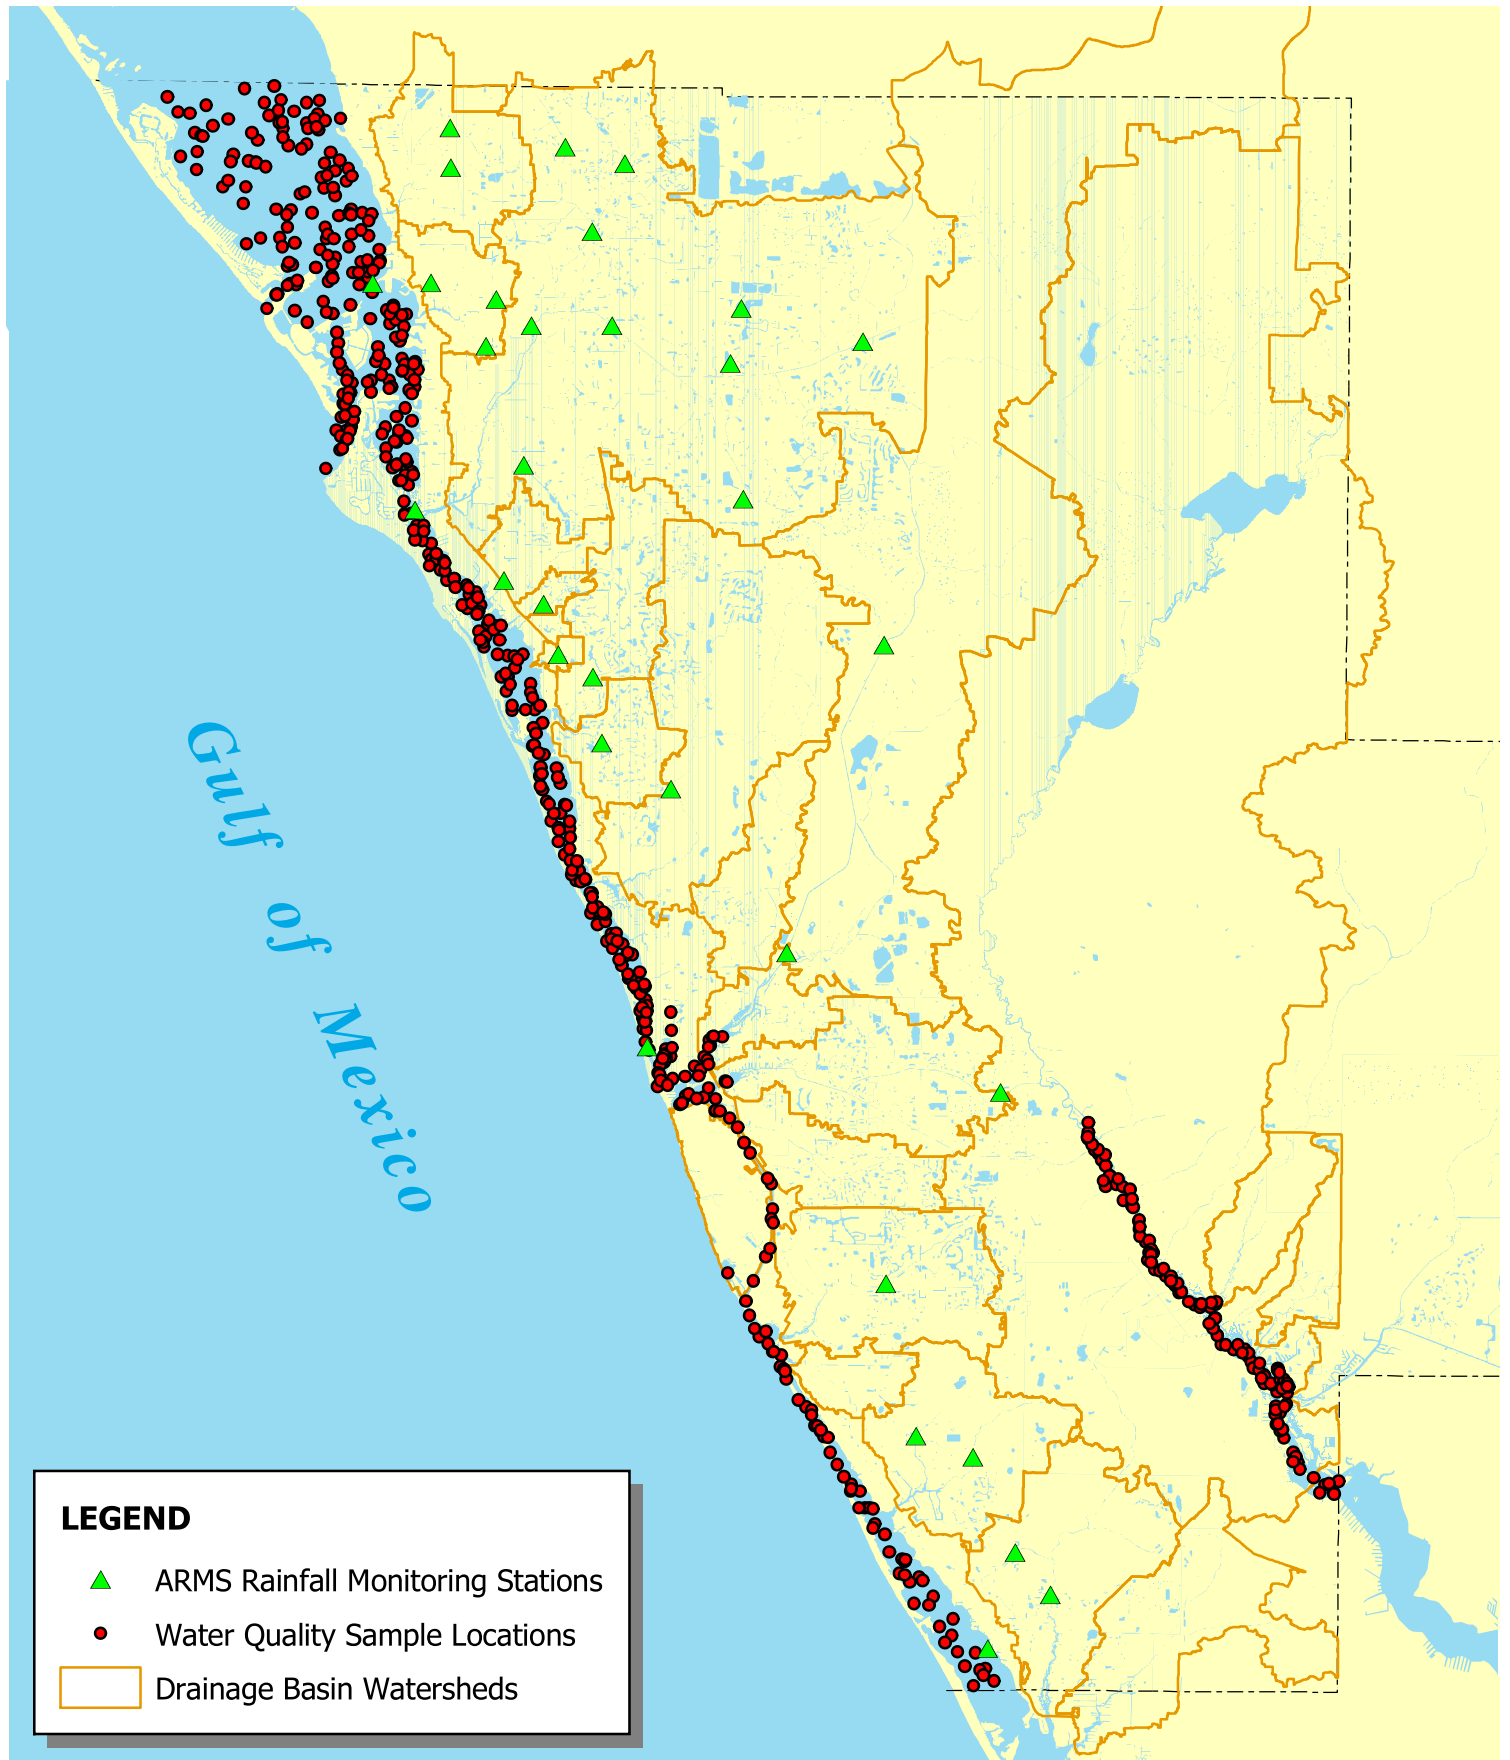 Gulf of Mexico
LEGEND
ARMS Rainfall Monitoring Stations
Water Quality Sample Locations
Drainage Basin Watersheds